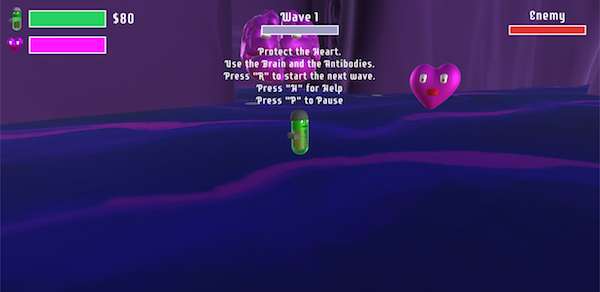 $80
Wave 1
Enemy
Protect the Heart.
Use the Brain and the Antibodies.
Press "R" to start the next wave.
Press "H" for Help
Press "P" to Pause